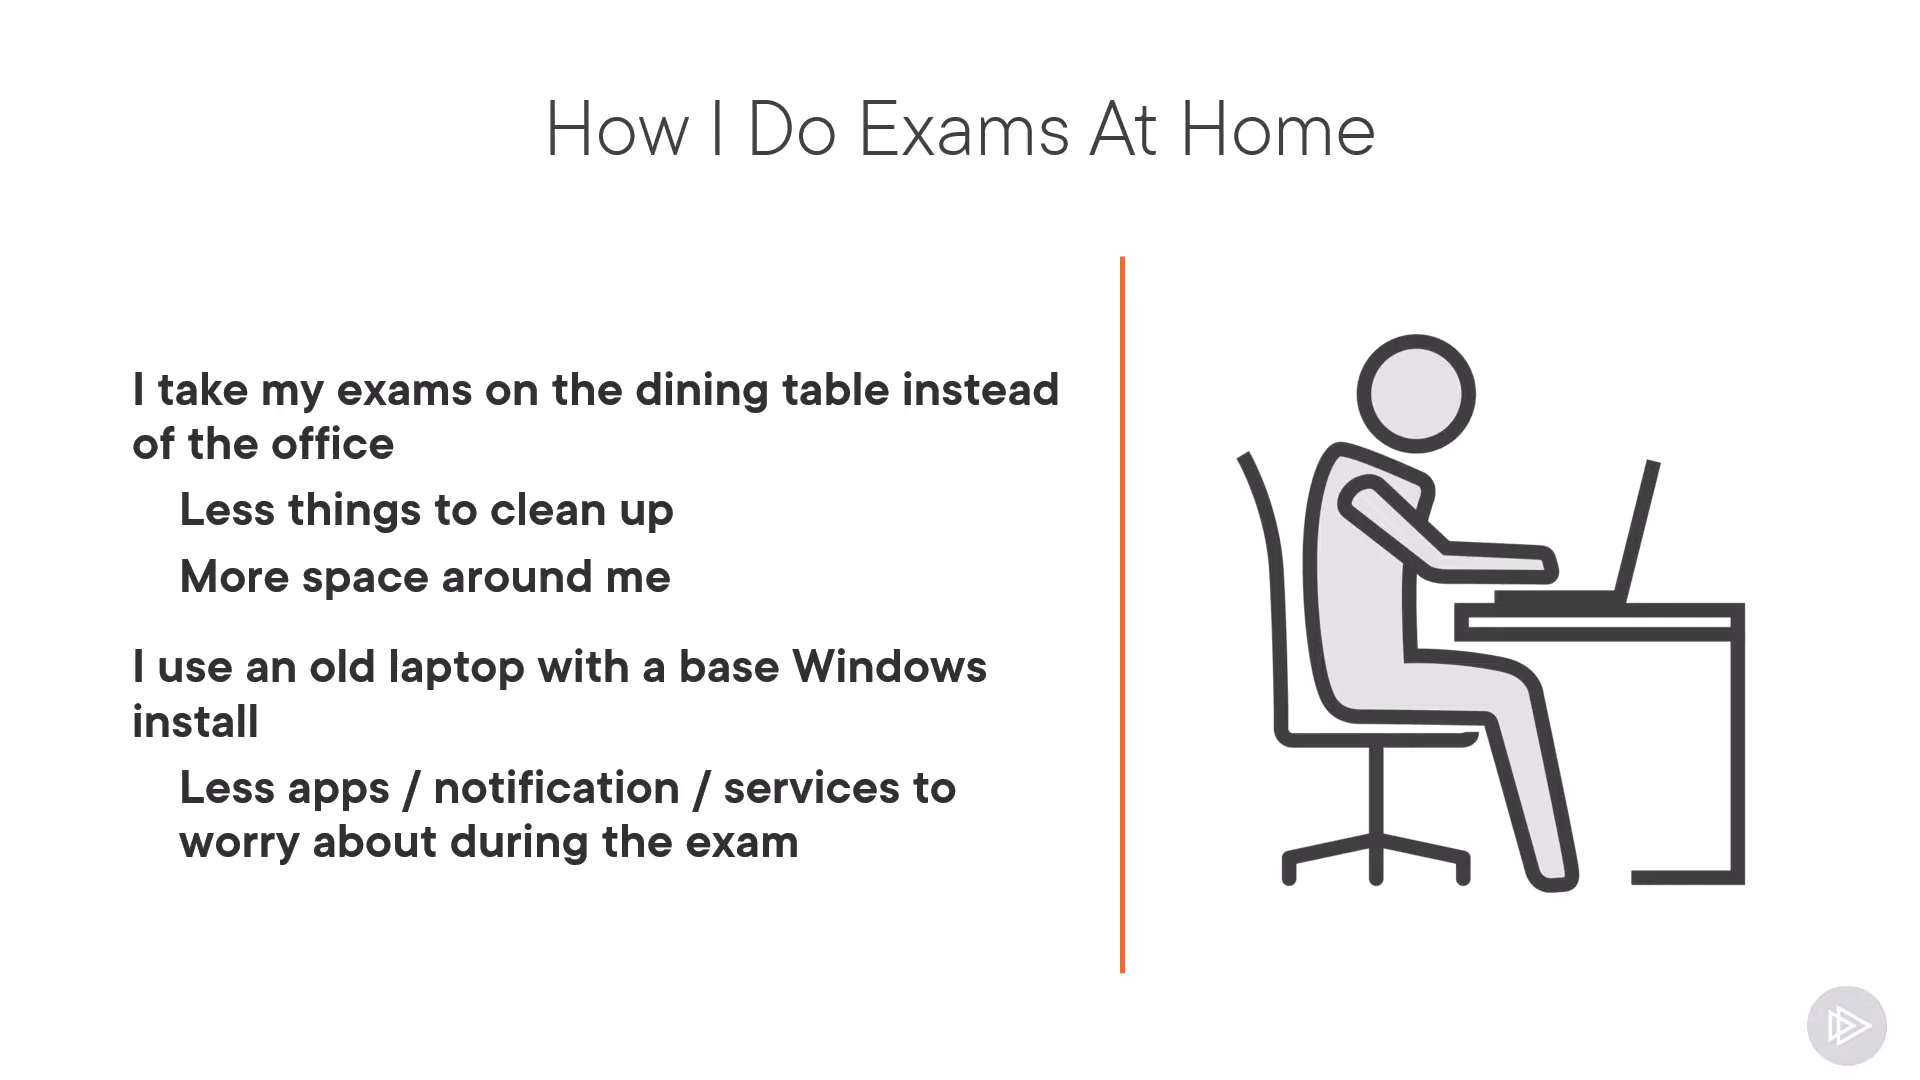 How I Do Exams At Home
I take my exams on the dining table instead
of the office
Less things to clean up
More space around me
I use an old laptop with a base Windows
install
Less apps / notification / services to
worry about during the exam